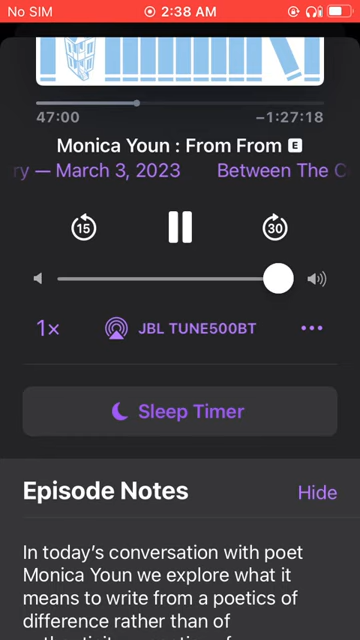 No SIM 2:38 AM
47:00 −1:27:18
Monica Youn : From From E
ry — March 3, 2023 Between The C
15 30
1x JBL TUNE500BT
Sleep Timer
Episode Notes Hide
In today's conversation with poet
Monica Youn we explore what it
means to write from a poetics of
difference rather than of